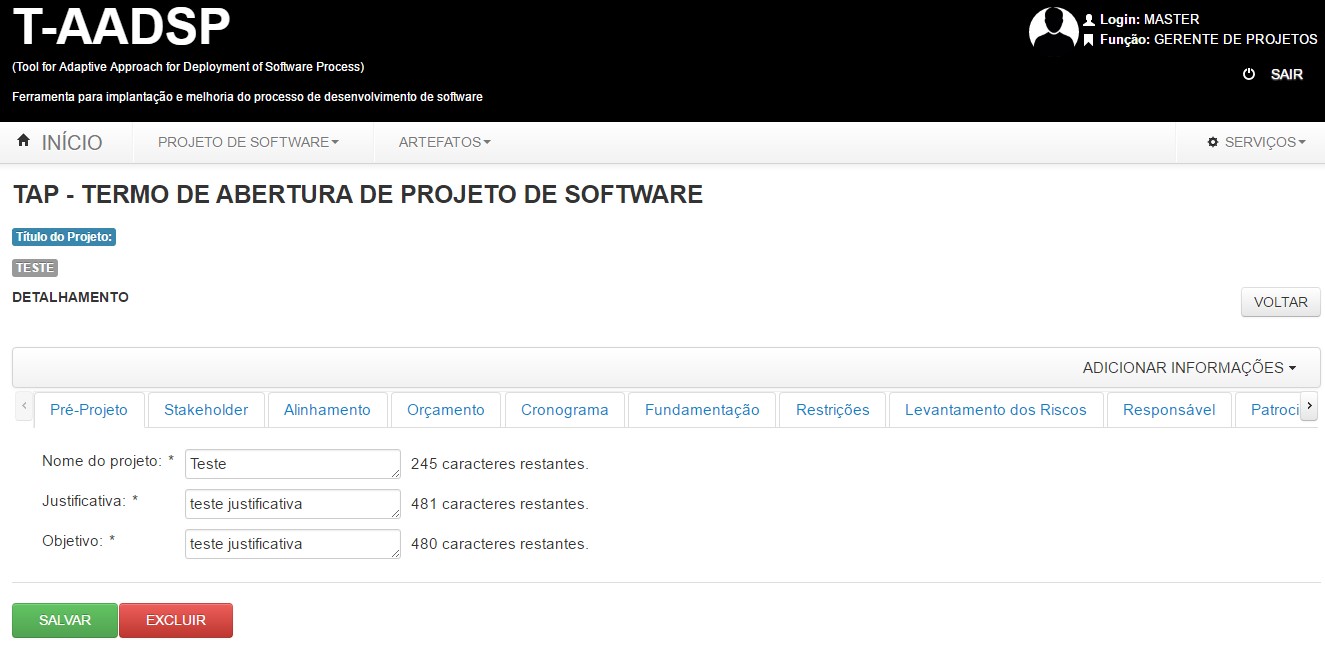 T-AADSP
(Tool for Adaptive Approach for Deployment of Software Process)
Ferramenta para implantação e melhoria do processo de desenvolvimento de software
Login: MASTER
Função: GERENTE DE PROJETOS
SAIR
INÍCIO PROJETO DE SOFTWARE ARTEFATOS SERVIÇOS
TAP - TERMO DE ABERTURA DE PROJETO DE SOFTWARE
Título do Projeto:
TESTE
DETALHAMENTO
VOLTAR
ADICIONAR INFORMAÇÕES
Pré-Projeto Stakeholder Alinhamento Orçamento Cronograma Fundamentação Restrições Levantamento dos Riscos Responsável Patroci
Nome do projeto: * Teste 245 caracteres restantes.
Justificativa: * teste justificativa 481 caracteres restantes.
Objetivo: * teste justificativa 480 caracteres restantes.
SALVAR EXCLUIR